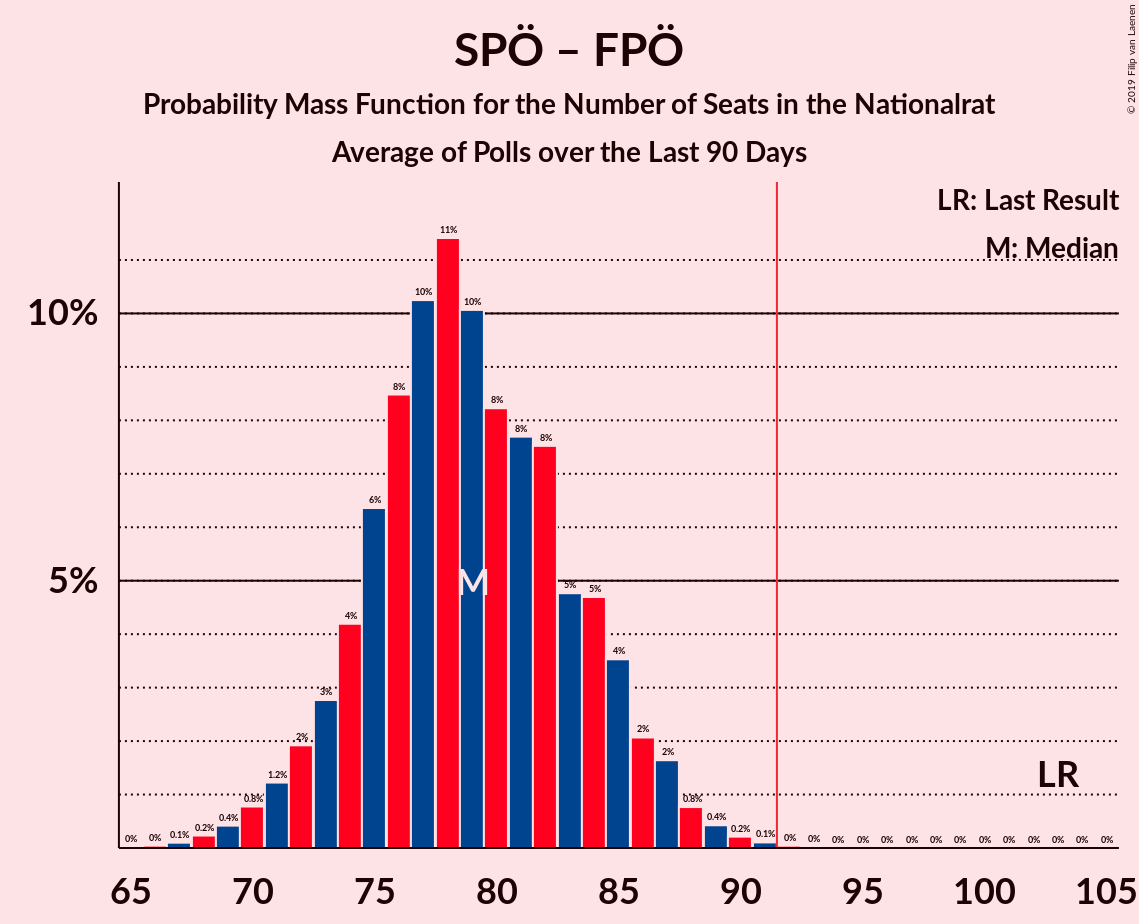 SPÖ – FPÖ
Probability Mass Function for the Number of Seats in the Nationalrat
Average of Polls over the Last 90 Days
© 2019 Filip van Laenen
LR: Last Result
M: Median
10%
5%
0% 0% 0.1% 0.2% 0.4% 0.8% 1.2% 2% 3% 4% 6% 8% 10% 11% 10% 8% 8% 8% 5% 5% 4% 2% 2% 0.8% 0.4% 0.2% 0.1% 0% 0% 0% 0% 0% 0% 0% 0% 0% 0% 0% 0% 0% 0%
M
LR
65 70 75 80 85 90 95 100 105